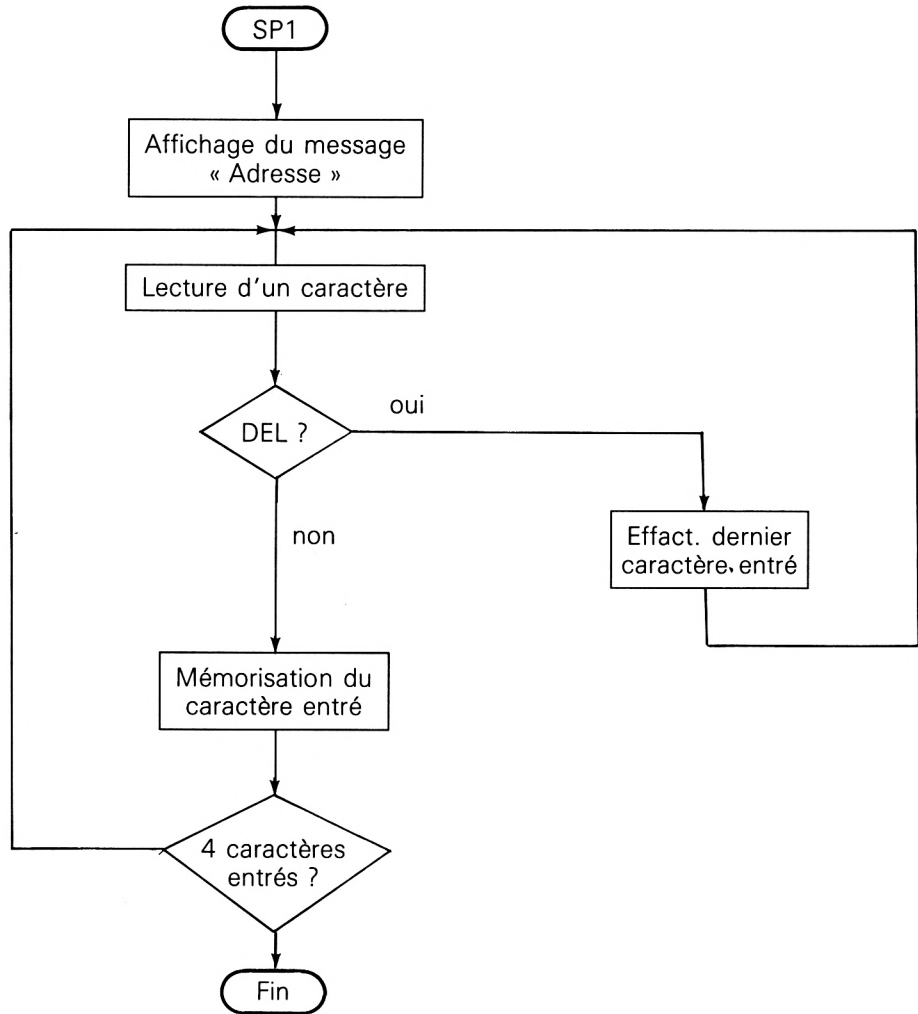 SP1
Affichage du message
« Adresse »
Lecture d'un caractère
DEL ?
oui
non
Effact. dernier
caractère entré
Mémorisation du
caractère entré
4 caractères
entrés ?
Fin